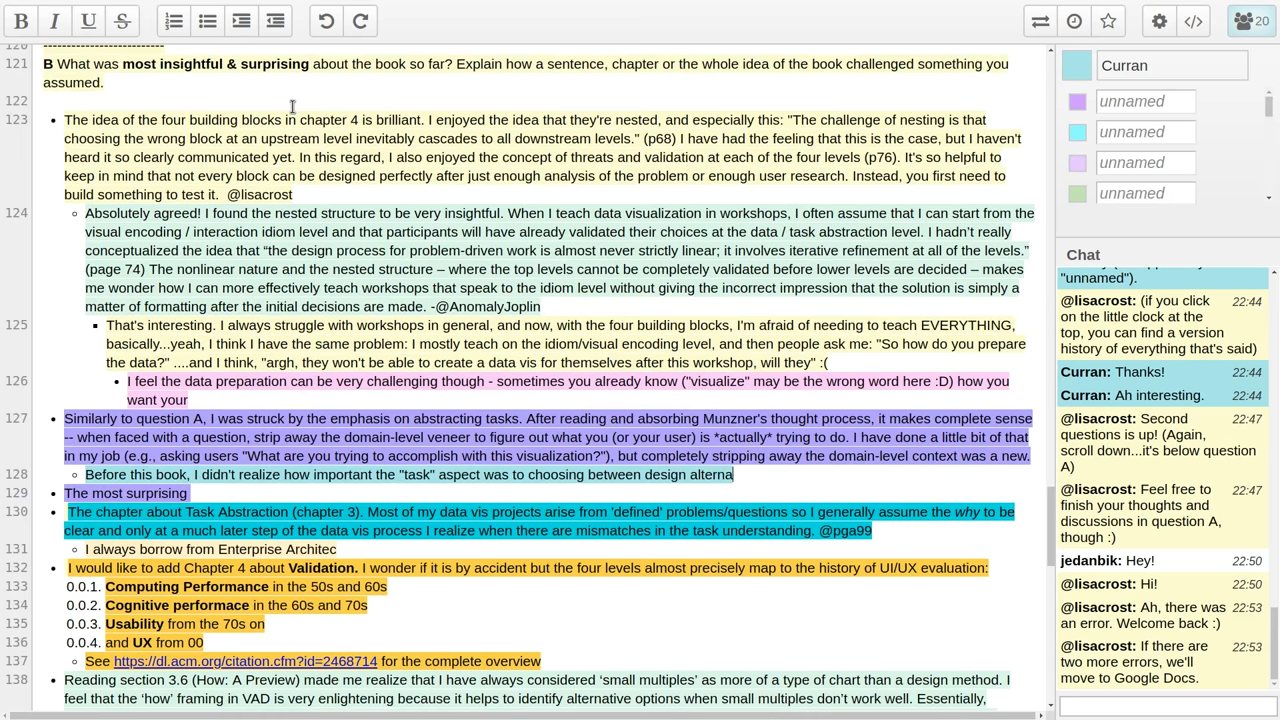 B I U S
20
120 --------------------------
121 B What was most insightful & surprising about the book so far? Explain how a sentence, chapter or the whole idea of the book challenged something you
assumed.
122
123 • The idea of the four building blocks in chapter 4 is brilliant. I enjoyed the idea that they're nested, and especially this: "The challenge of nesting is that
choosing the wrong block at an upstream level inevitably cascades to all downstream levels." (p68) I have had the feeling that this is the case, but I haven't
heard it so clearly communicated yet. In this regard, I also enjoyed the concept of threats and validation at each of the four levels (p76). It's so helpful to
keep in mind that not every block can be designed perfectly after just enough analysis of the problem or enough user research. Instead, you first need to
build something to test it. @lisacrost
124 ◦ Absolutely agreed! I found the nested structure to be very insightful. When I teach data visualization in workshops, I often assume that I can start from the
visual encoding / interaction idiom level and that participants will have already validated their choices at the data / task abstraction level. I hadn't really
conceptualized the idea that “the design process for problem-driven work is almost never strictly linear; it involves iterative refinement at all of the levels.”
(page 74) The nonlinear nature and the nested structure – where the top levels cannot be completely validated before lower levels are decided – makes
me wonder how I can more effectively teach workshops that speak to the idiom level without giving the incorrect impression that the solution is simply a
matter of formatting after the initial decisions are made. -@AnomalyJoplin
125 ▪ That's interesting. I always struggle with workshops in general, and now, with the four building blocks, I'm afraid of needing to teach EVERYTHING,
basically...yeah, I think I have the same problem: I mostly teach on the idiom/visual encoding level, and then people ask me: "So how do you prepare
the data?" ....and I think, "argh, they won't be able to create a data vis for themselves after this workshop, will they" :(
126 • I feel the data preparation can be very challenging though - sometimes you already know ("visualize" may be the wrong word here :D) how you
want your
127 • Similarly to question A, I was struck by the emphasis on abstracting tasks. After reading and absorbing Munzner's thought process, it makes complete sense
-- when faced with a question, strip away the domain-level veneer to figure out what you (or your user) is *actually* trying to do. I have done a little bit of that
in my job (e.g., asking users "What are you trying to accomplish with this visualization?"), but completely stripping away the domain-level context was a new.
128 ◦ Before this book, I didn't realize how important the "task" aspect was to choosing between design alterna
129 • The most surprising
130 • The chapter about Task Abstraction (chapter 3). Most of my data vis projects arise from 'defined' problems/questions so I generally assume the why to be
clear and only at a much later step of the data vis process I realize when there are mismatches in the task understanding. @pga99
131 ◦ I always borrow from Enterprise Architec
132 • I would like to add Chapter 4 about Validation. I wonder if it is by accident but the four levels almost precisely map to the history of UI/UX evaluation:
133 0.0.1. Computing Performance in the 50s and 60s
134 0.0.2. Cognitive performace in the 60s and 70s
135 0.0.3. Usability from the 70s on
136 0.0.4. and UX from 00
137 ◦ See https://dl.acm.org/citation.cfm?id=2468714 for the complete overview
138 • Reading section 3.6 (How: A Preview) made me realize that I have always considered ‘small multiples’ as more of a type of chart than a design method. I
feel that the ‘how’ framing in VAD is very enlightening because it helps to identify alternative options when small multiples don’t work well. Essentially,
Curran
unnamed
unnamed
unnamed
unnamed
Chat
"unnamed").
@lisacrost: (if you click 22:44
on the little clock at the
top, you can find a version
history of everything that's said)
Curran: Thanks! 22:44
Curran: Ah interesting. 22:44
@lisacrost: Second 22:47
questions is up! (Again,
scroll down...it's below question
A)
@lisacrost: Feel free to 22:47
finish your thoughts and
discussions in question A,
though :)
jedanbik: Hey! 22:50
@lisacrost: Hi! 22:50
@lisacrost: Ah, there was 22:53
an error. Welcome back :)
@lisacrost: If there are 22:53
two more errors, we'll
move to Google Docs.